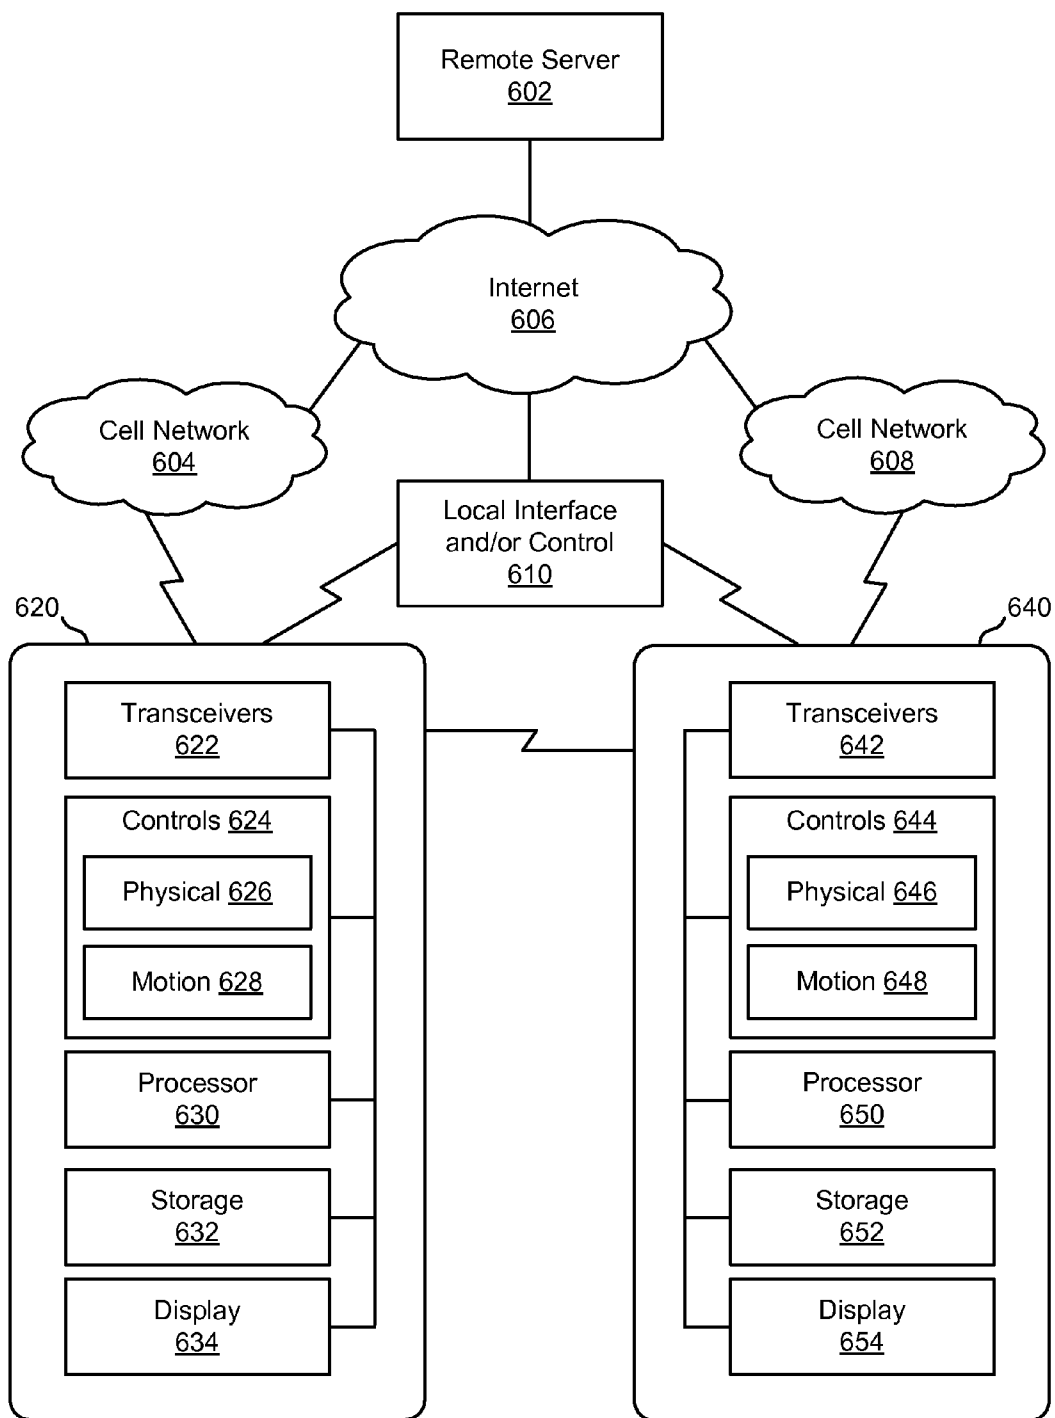 Remote Server
602
Internet
606
Cell Network
604
Cell Network
608
Local Interface
and/or Control
610
620
640
Transceivers
622
Controls 624
Physical 626
Motion 628
Processor
630
Storage
632
Display
634
Transceivers
642
Controls 644
Physical 646
Motion 648
Processor
650
Storage
652
Display
654